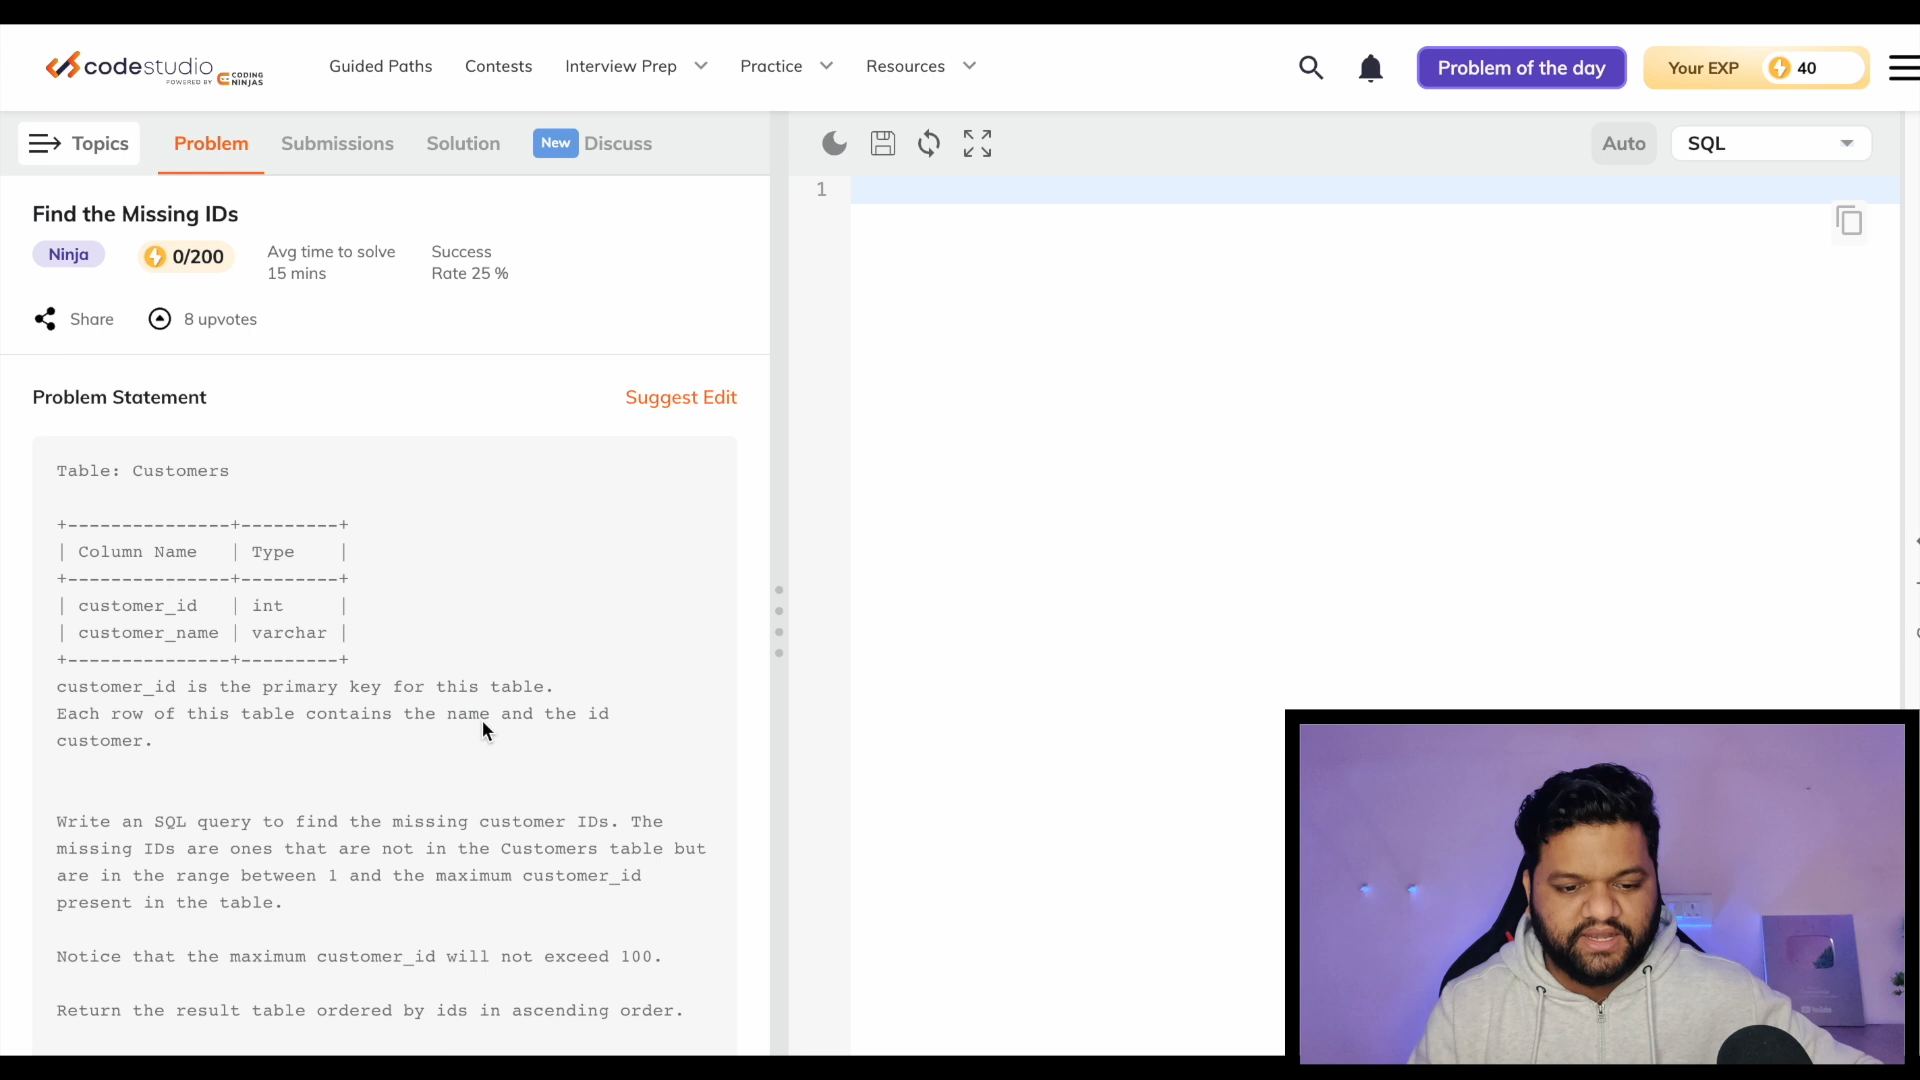 codestudio
POWERED BY CODING NINJAS
Guided Paths
Contests
Interview Prep
Practice
Resources
Problem of the day
Your EXP
40
Topics
Problem
Submissions
Solution
New
Discuss
Auto
SQL
1
Find the Missing IDs
Ninja
0/200
Avg time to solve
15 mins
Success
Rate 25 %
Share
8 upvotes
Problem Statement
Suggest Edit
Table: Customers
+---------------+---------+
| Column Name   | Type    |
+---------------+---------+
| customer_id   | int     |
| customer_name | varchar |
+---------------+---------+
customer_id is the primary key for this table.
Each row of this table contains the name and the id
customer.
Write an SQL query to find the missing customer IDs. The
missing IDs are ones that are not in the Customers table but
are in the range between 1 and the maximum customer_id
present in the table.
Notice that the maximum customer_id will not exceed 100.
Return the result table ordered by ids in ascending order.
YouTube